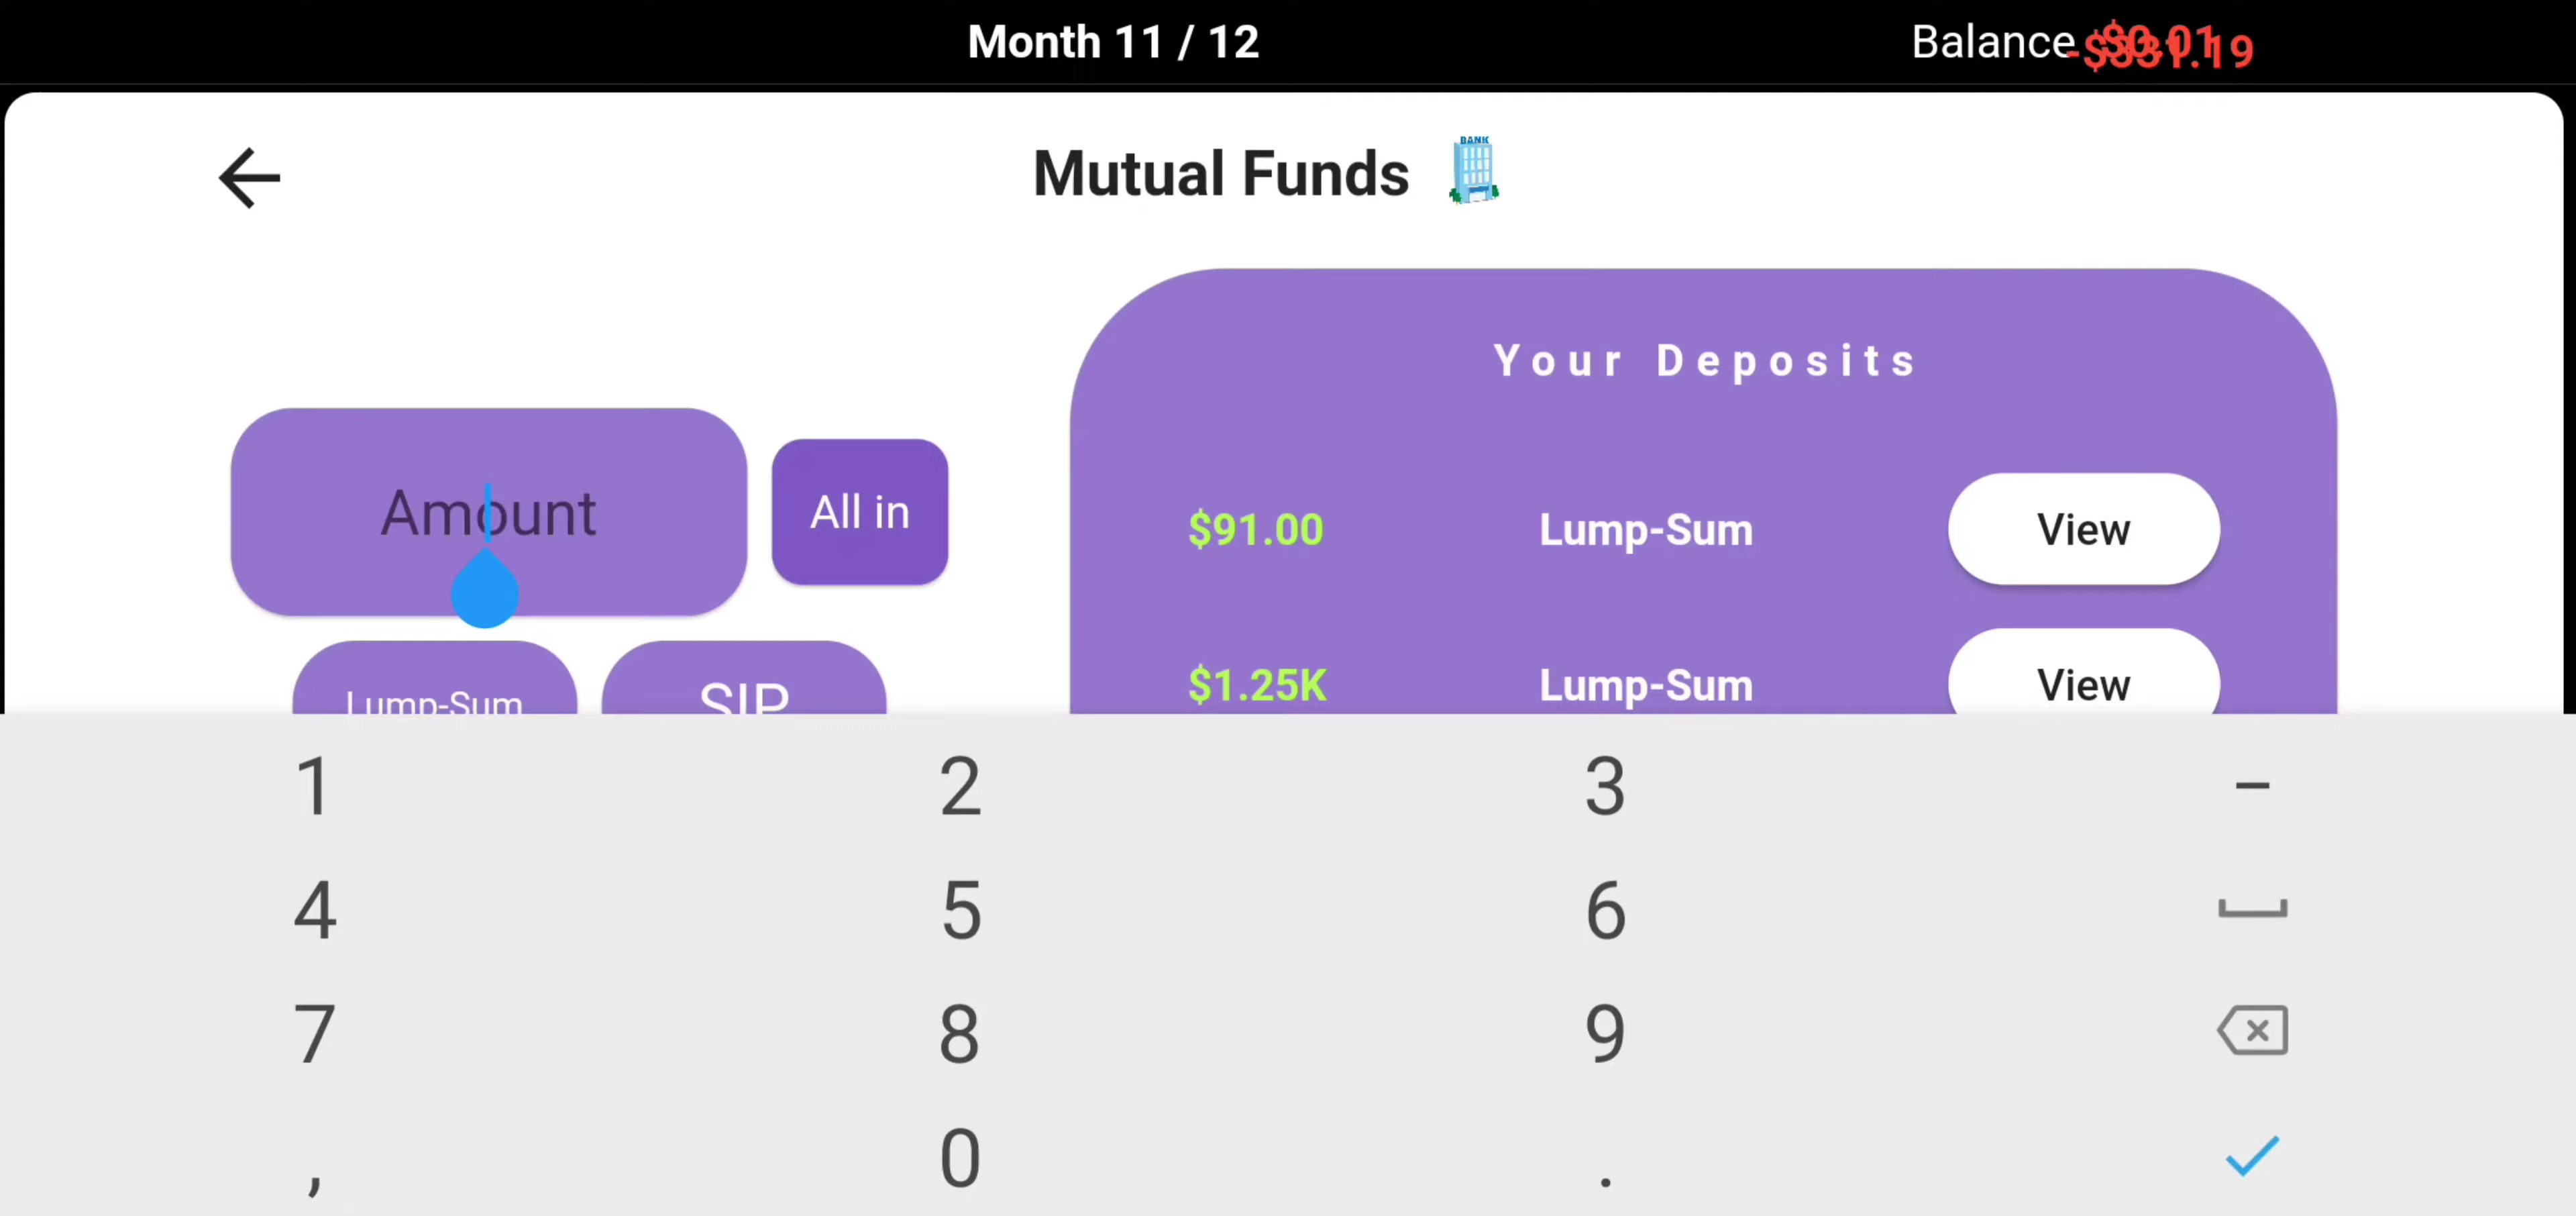 Month 11 / 12
Balance
Mutual Funds
BANK
Your Deposits
Amount
All in
$91.00 Lump-Sum View
Lump-Sum SIP
$1.25K Lump-Sum View
1 2 3 -
4 5 6
7 8 9
, 0 .